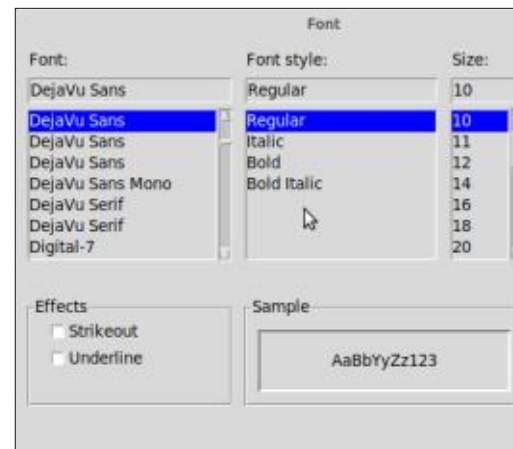 Font
Font: Font style: Size:
DejaVu Sans Regular 10
DejaVu Sans Regular 10
DejaVu Sans Italic 11
DejaVu Sans Bold 12
DejaVu Sans Mono Bold Italic 14
DejaVu Serif 16
DejaVu Serif 18
Digital-7 20
Effects Sample
Strikeout
Underline AaBbYyZz123